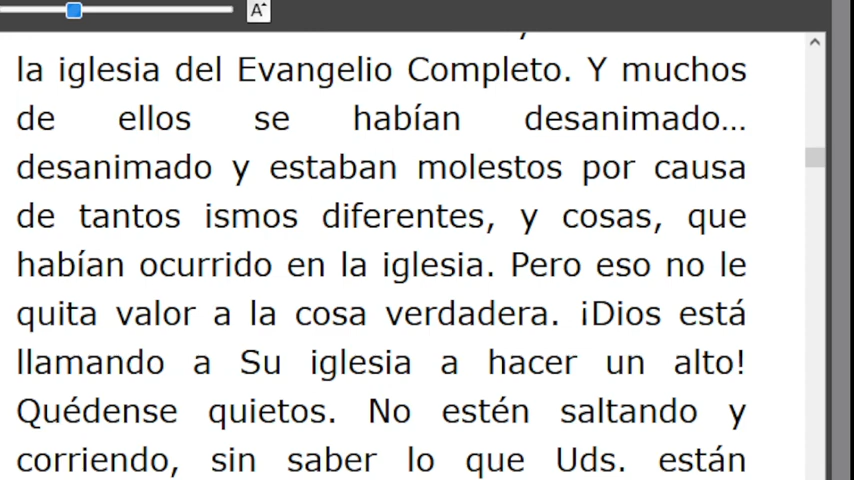 A
la iglesia del Evangelio Completo. Y muchos
de ellos se habían desanimado...
desanimado y estaban molestos por causa
de tantos ismos diferentes, y cosas, que
habían ocurrido en la iglesia. Pero eso no le
quita valor a la cosa verdadera. ¡Dios está
llamando a Su iglesia a hacer un alto!
Quédense quietos. No estén saltando y
corriendo, sin saber lo que Uds. están